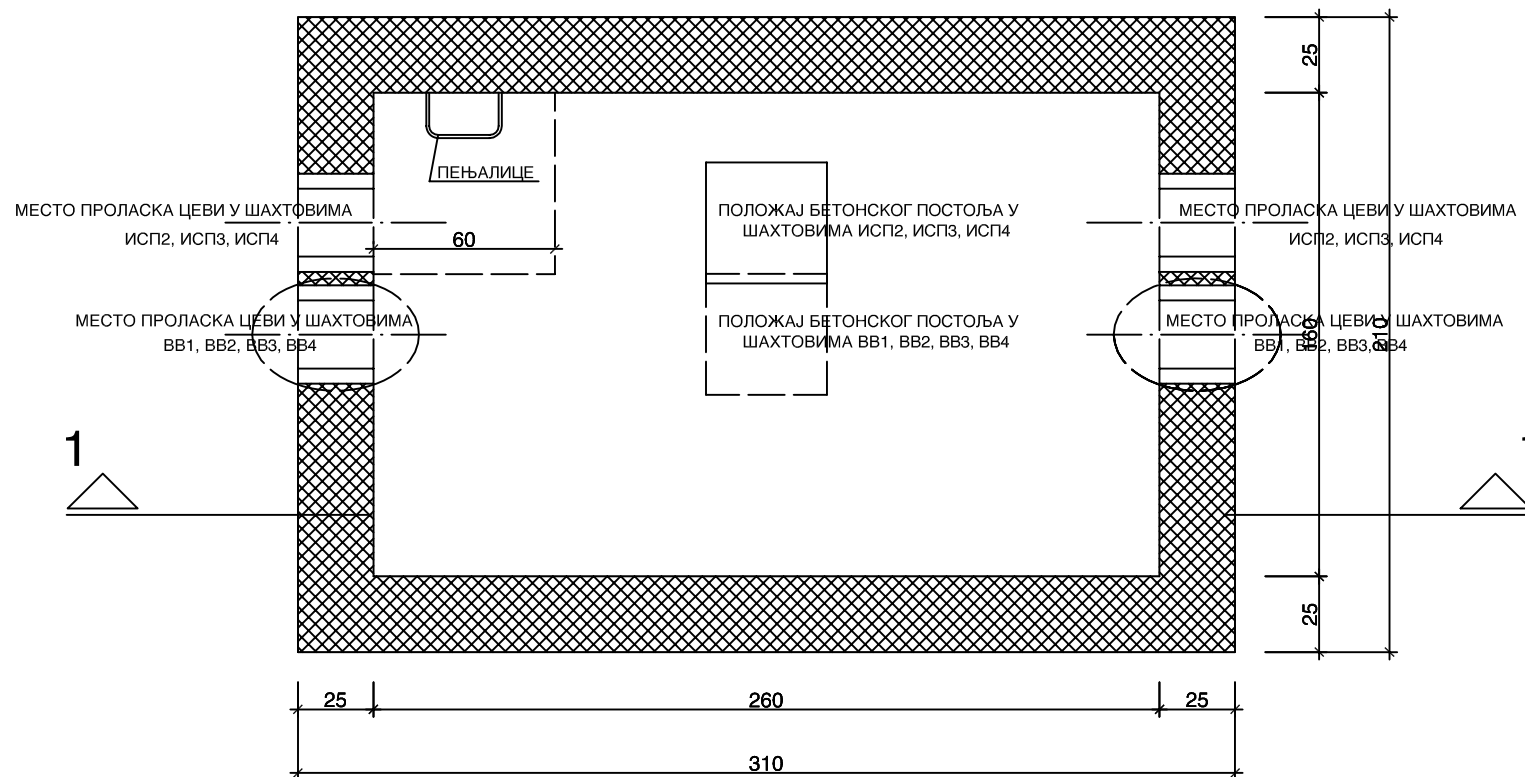 25
ПЕЊАЛИЦЕ
МЕСТО ПРОЛАСКА ЦЕВИ У ШАХТОВИМА
ИСП2, ИСП3, ИСП4
60
ПОЛОЖАЈ БЕТОНСКОГ ПОСТОЉА У
ШАХТОВИМА ИСП2, ИСП3, ИСП4
МЕСТО ПРОЛАСКА ЦЕВИ У ШАХТОВИМА
ИСП2, ИСП3, ИСП4
МЕСТО ПРОЛАСКА ЦЕВИ У ШАХТОВИМА
ВВ1, ВВ2, ВВ3, ВВ4
ПОЛОЖАЈ БЕТОНСКОГ ПОСТОЉА У
ШАХТОВИМА ВВ1, ВВ2, ВВ3, ВВ4
МЕСТО ПРОЛАСКА ЦЕВИ У ШАХТОВИМА
ВВ1, ВВ2, ВВ3, ВВ4
160
210
1
25
25
260
25
310